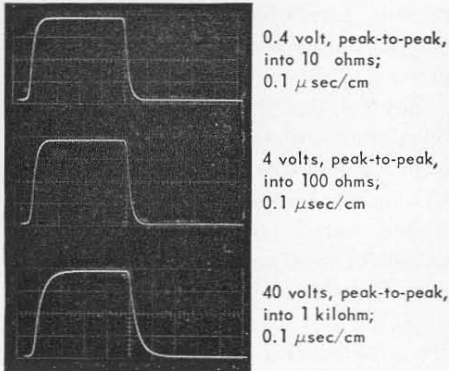 0.4 volt, peak-to-peak,
into 10 ohms;
0.1 μsec/cm
4 volts, peak-to-peak,
into 100 ohms;
0.1 μsec/cm
40 volts, peak-to-peak,
into 1 kilohm;
0.1 μsec/cm